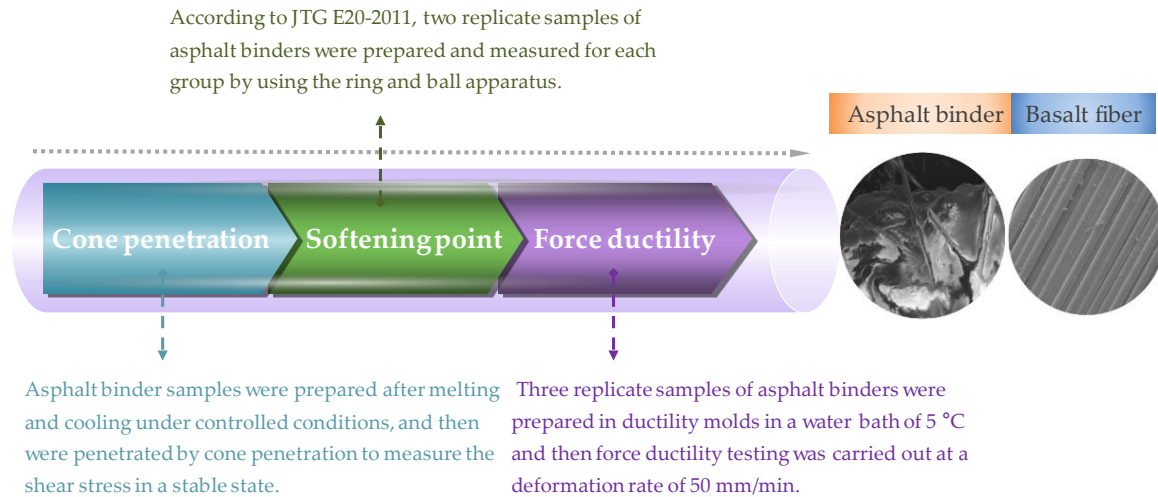 According to JTG E20-2011, two replicate samples of
asphalt binders were prepared and measured for each
group by using the ring and ball apparatus.
Asphalt binder
Basalt fiber
Cone penetration
Softening point
Force ductility
Asphalt binder samples were prepared after melting
and cooling under controlled conditions, and then
were penetrated by cone penetration to measure the
shear stress in a stable state.
Three replicate samples of asphalt binders were
prepared in ductility molds in a water bath of 5 °C
and then force ductility testing was carried out at a
deformation rate of 50 mm/min.